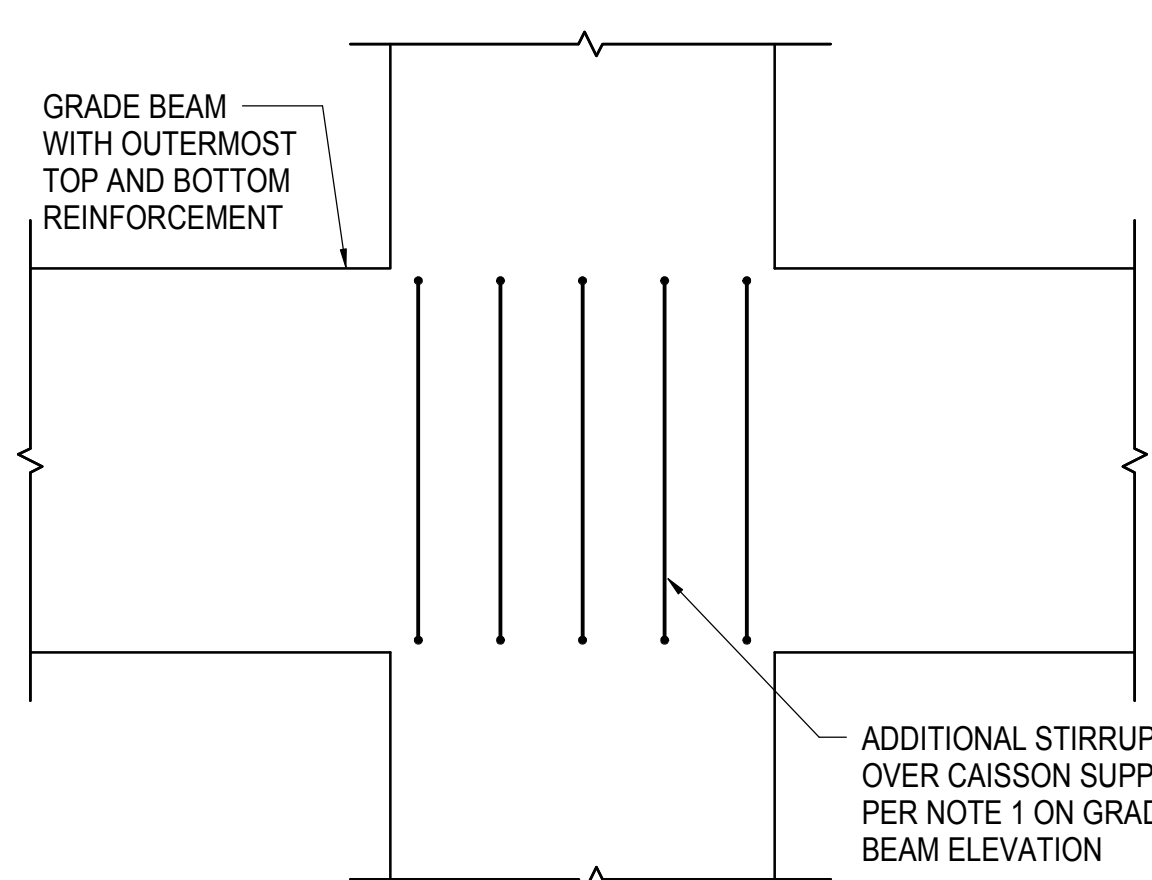 GRADE BEAM
WITH OUTERMOST
TOP AND BOTTOM
REINFORCEMENT
ADDITIONAL STIRRUP
OVER CAISSON SUPP
PER NOTE 1 ON GRAD
BEAM ELEVATION